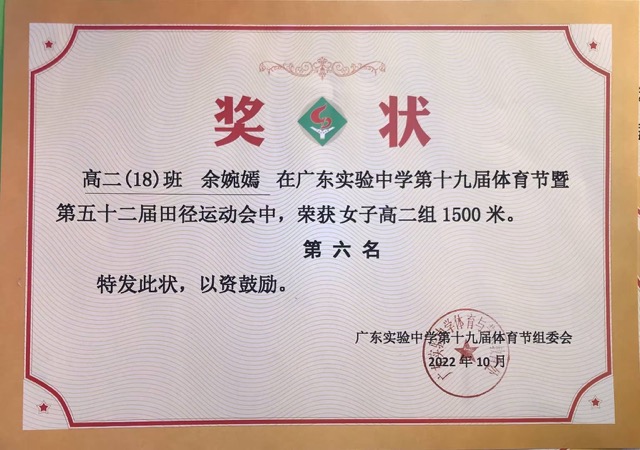 奖 状
高二(18)班 余婉嫣 在广东实验中学第十九届体育节暨
第五十二届田径运动会中，荣获 女子高二组 1500 米。
第 六 名
特发此状，以资鼓励。
广东实验中学第十九届体育节组委会
2022 年 10 月